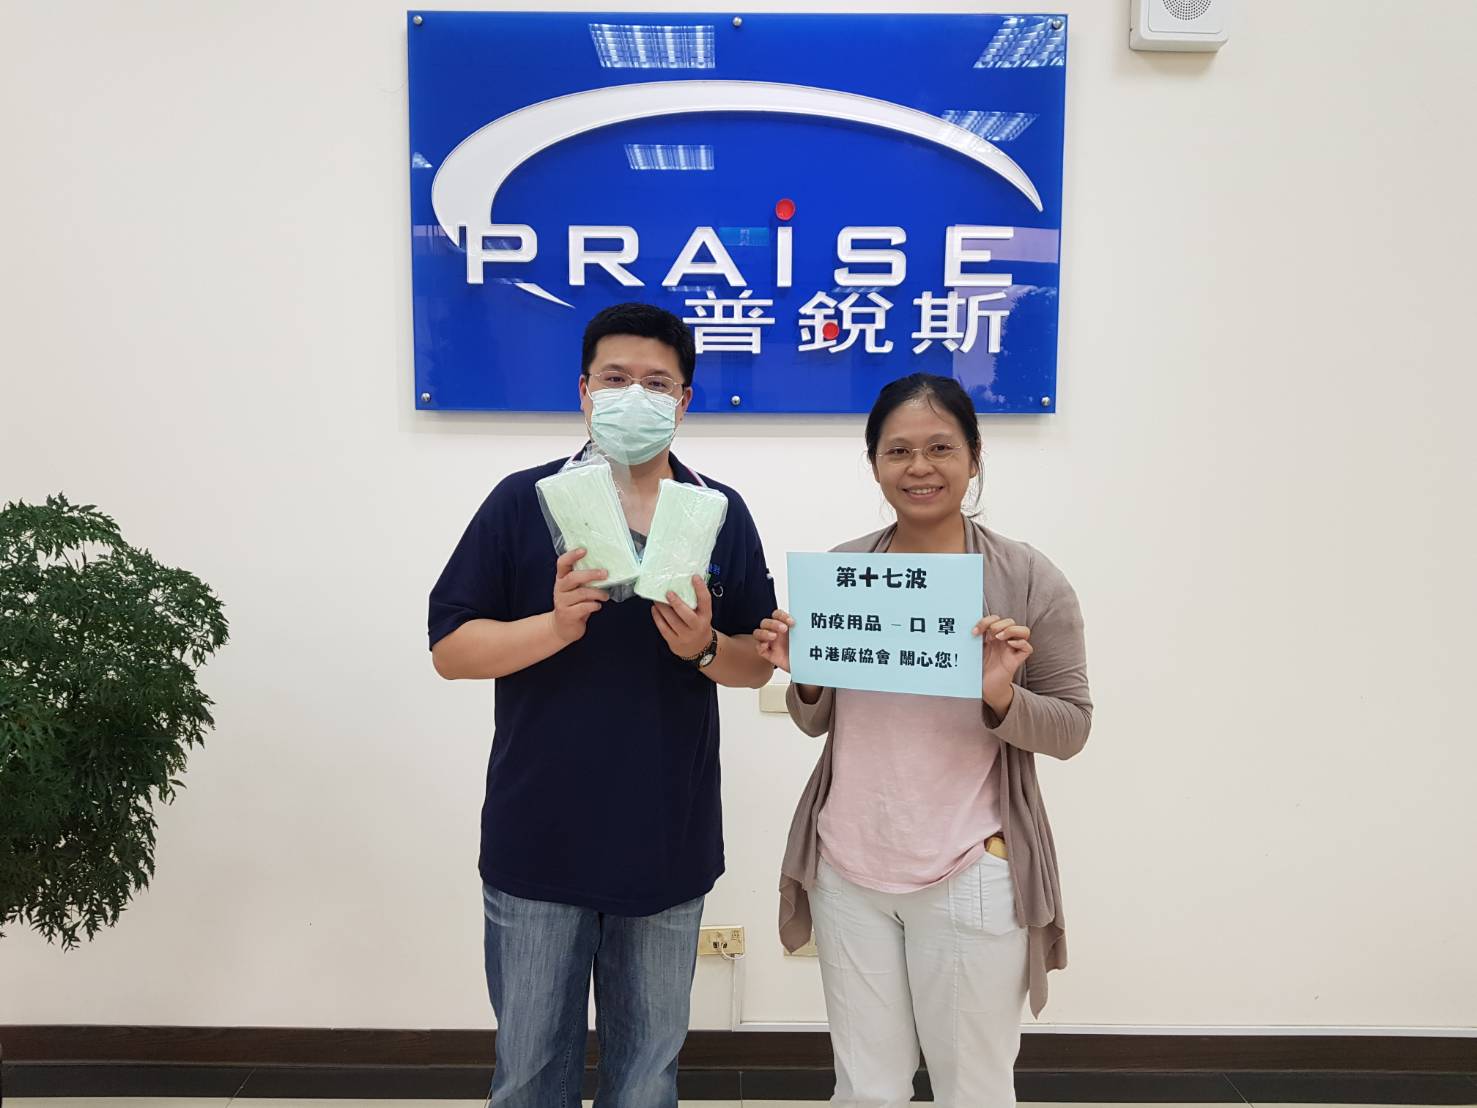 PRAiSE
普銳斯
第十七波
防疫用品 - 口 罩
中港廠協會 關心您!